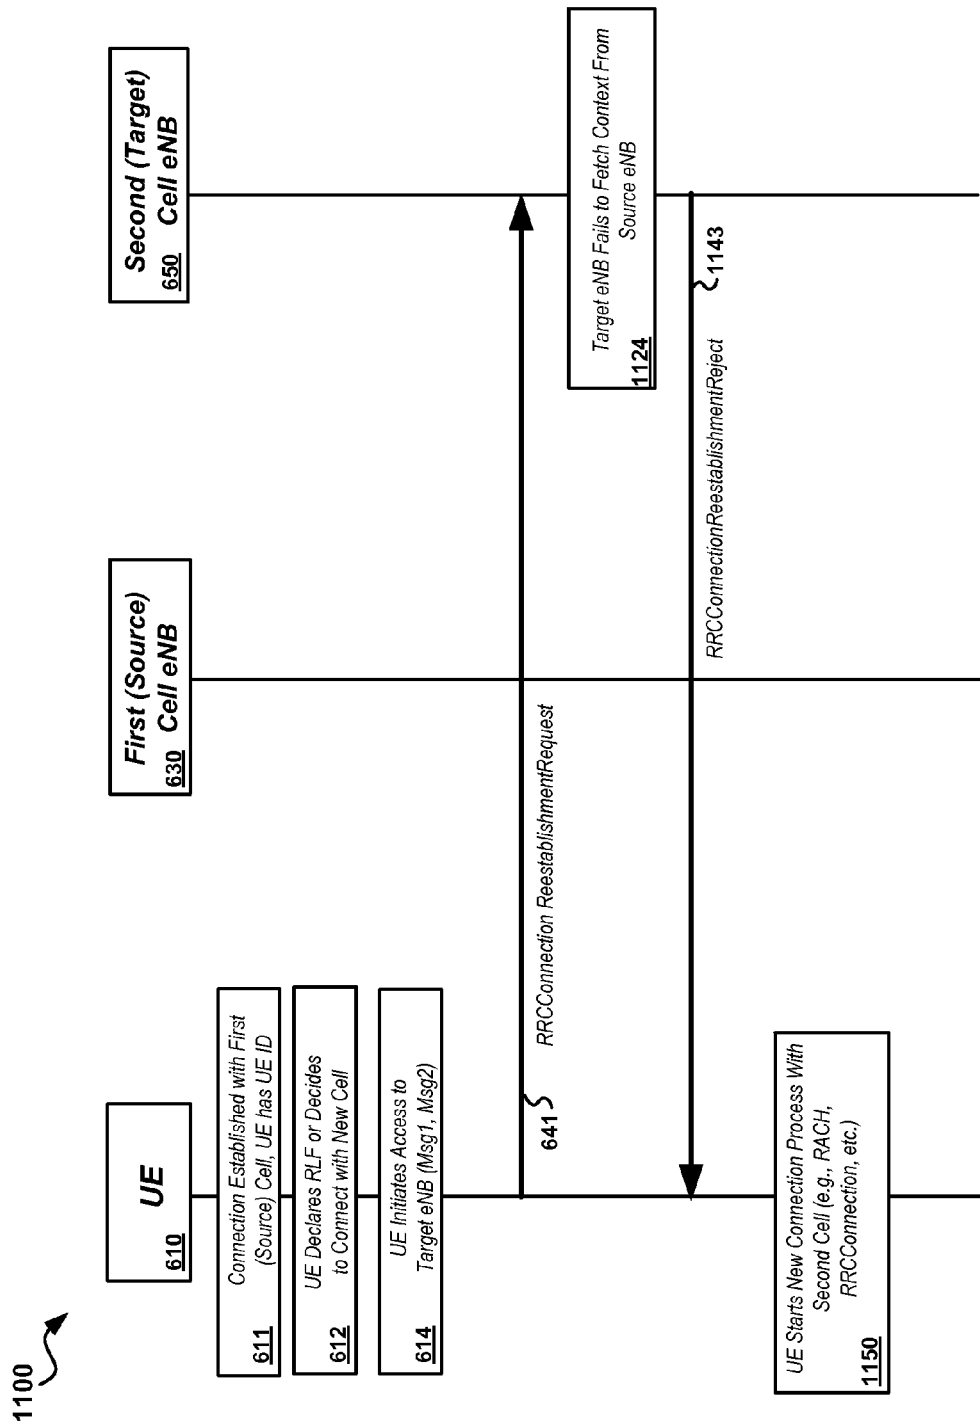 1100
UE
610
First (Source)
Cell eNB
630
Second (Target)
Cell eNB
650
Connection Established with First
(Source) Cell, UE has UE ID
611
UE Declares RLF or Decides
to Connect with New Cell
612
UE Initiates Access to
Target eNB (Msg1, Msg2)
614
641
RRCConnection ReestablishmentRequest
Target eNB Fails to Fetch Context From
Source eNB
1124
RRCConnectionReestablishmentReject
1143
UE Starts New Connection Process With
Second Cell (e.g., RACH,
RRCConnection, etc.)
1150